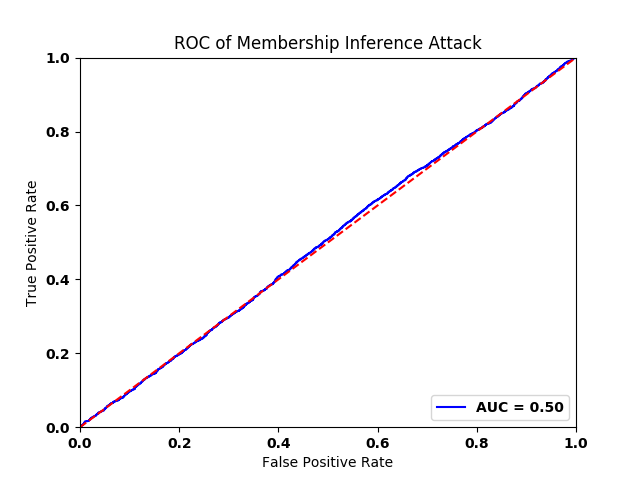 ROC of Membership Inference Attack
True Positive Rate
1.0
0.8
0.6
0.4
0.2
0.0
AUC = 0.50
0.0 0.2 0.4 0.6 0.8 1.0
False Positive Rate